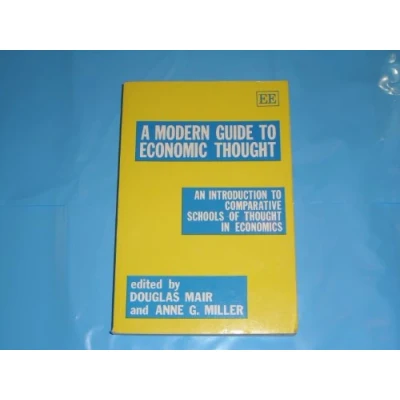 EE
A MODERN GUIDE TO
ECONOMIC THOUGHT
AN INTRODUCTION TO
COMPARATIVE
SCHOOLS OF THOUGHT
IN ECONOMICS
edited by
DOUGLAS MAIR
and ANNE G. MILLER